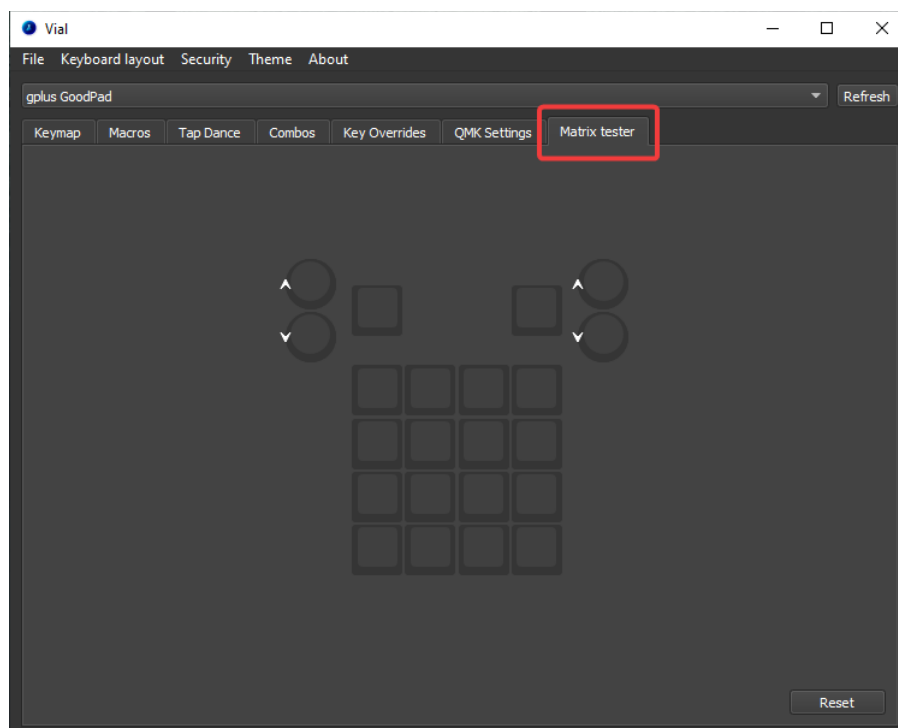 Vial
File Keyboard layout Security Theme About
gplus GoodPad Refresh
Keymap Macros Tap Dance Combos Key Overrides QMK Settings Matrix tester
Reset